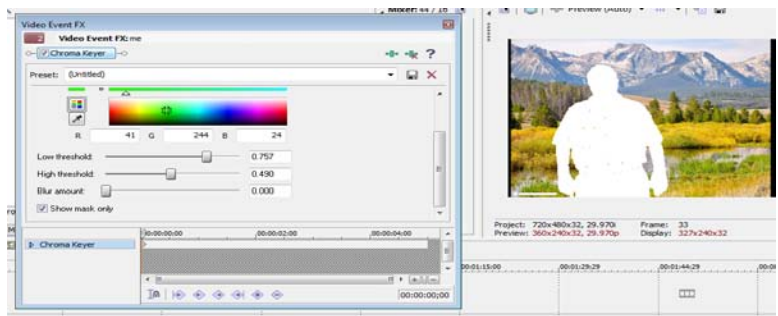 Mixer: 44 / 16
Preview (Auto)
Video Event FX
Video Event FX: me
Chroma Keyer
?
Preset: (Untitled)
R 41 G 244 B 24
Low threshold: 0.757
High threshold: 0.490
Blur amount: 0.000
Show mask only
00:00:00:00 00:00:02:00 00:00:04:00
Chroma Keyer
00:00:00;00
Project: 720x480x32, 29.970i Frame: 33
Preview: 360x240x32, 29.970p Display: 327x240x32
00:01:15:00 00:01:29:29 00:01:44:29